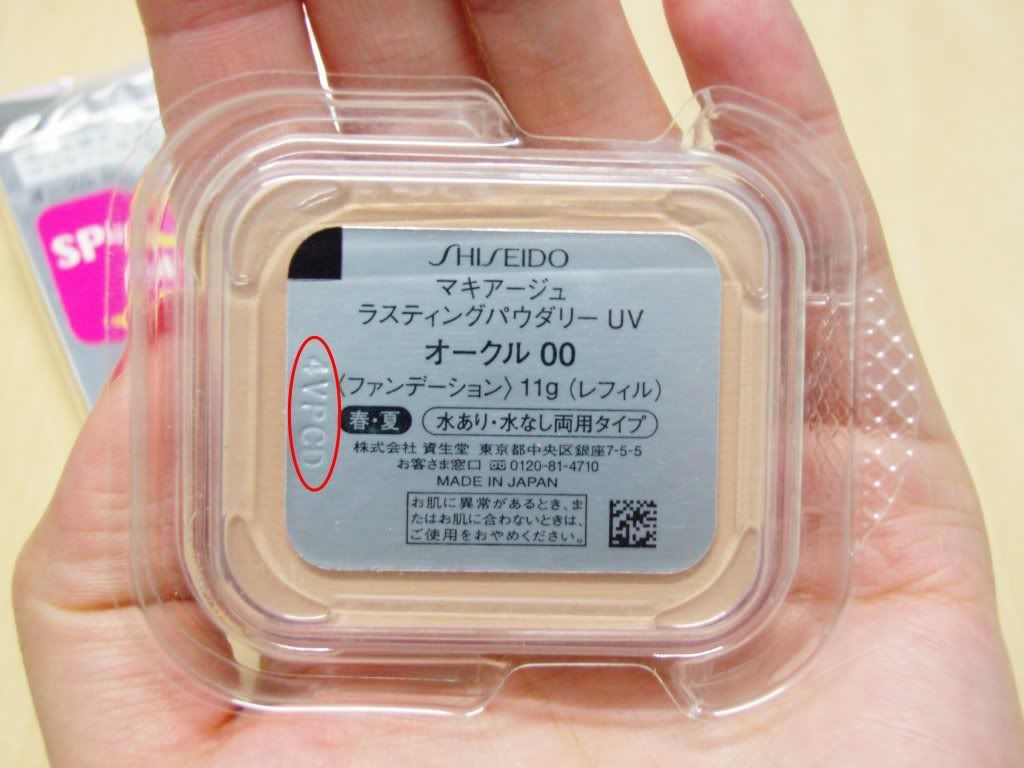 SHISEIDO
マキアージュ
ラスティングパウダリー UV
オークル 00
〈ファンデーション〉 11g (レフィル)
春・夏 水あり・水なし両用タイプ
株式会社 資生堂 東京都中央区銀座7-5-5
お客さま窓口 0120-81-4710
MADE IN JAPAN
お肌に異常があるとき、ま
たはお肌に合わないときは、
ご使用をおやめください。
SP